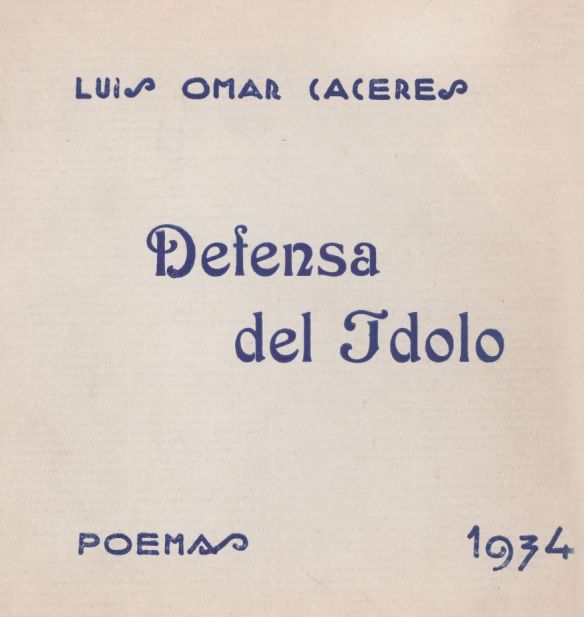 LUIS OMAR CACERES
Defensa
del Idolo
POEMAS 1934